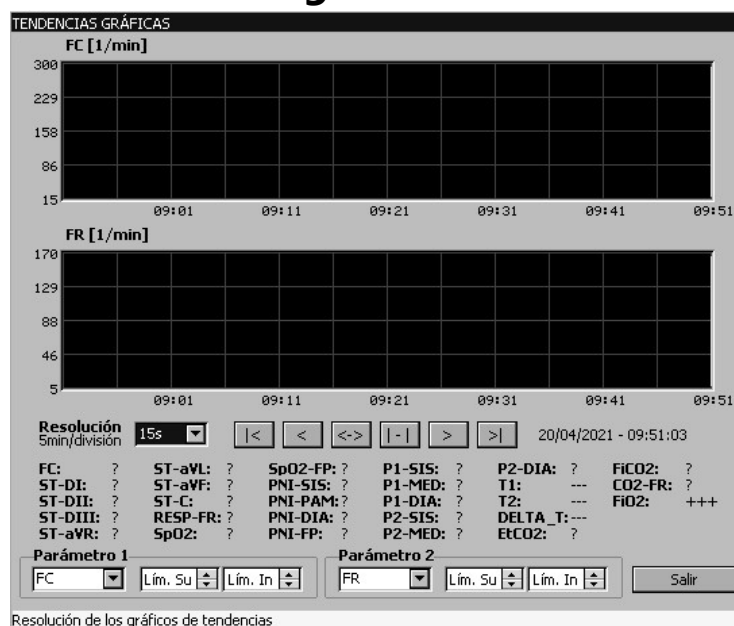 TENDENCIAS GRÁFICAS
FC [1/min]
300
229
158
86
15
09:01 09:11 09:21 09:31 09:41 09:51
FR [1/min]
170
129
88
46
5
09:01 09:11 09:21 09:31 09:41 09:51
Resolución
5min/división
15s
|< < <-> |-| > >|
20/04/2021 - 09:51:03
FC: ? ST-aVL: ? SpO2-FP: ? P1-SIS: ? P2-DIA: ? FiCO2: ?
ST-DI: ? ST-aVF: ? PNI-SIS: ? P1-MED: ? T1: --- CO2-FR: ?
ST-DII: ? ST-C: ? PNI-PAM: ? P1-DIA: ? T2: --- FiO2: +++
ST-DIII: ? RESP-FR: ? PNI-DIA: ? P2-SIS: ? DELTA_T: ---
ST-aVR: ? SpO2: ? PNI-FP: ? P2-MED: ? EtCO2: ?
Parámetro 1 Parámetro 2
FC Lím. Su Lím. In FR Lím. Su Lím. In Salir
Resolución de los gráficos de tendencias